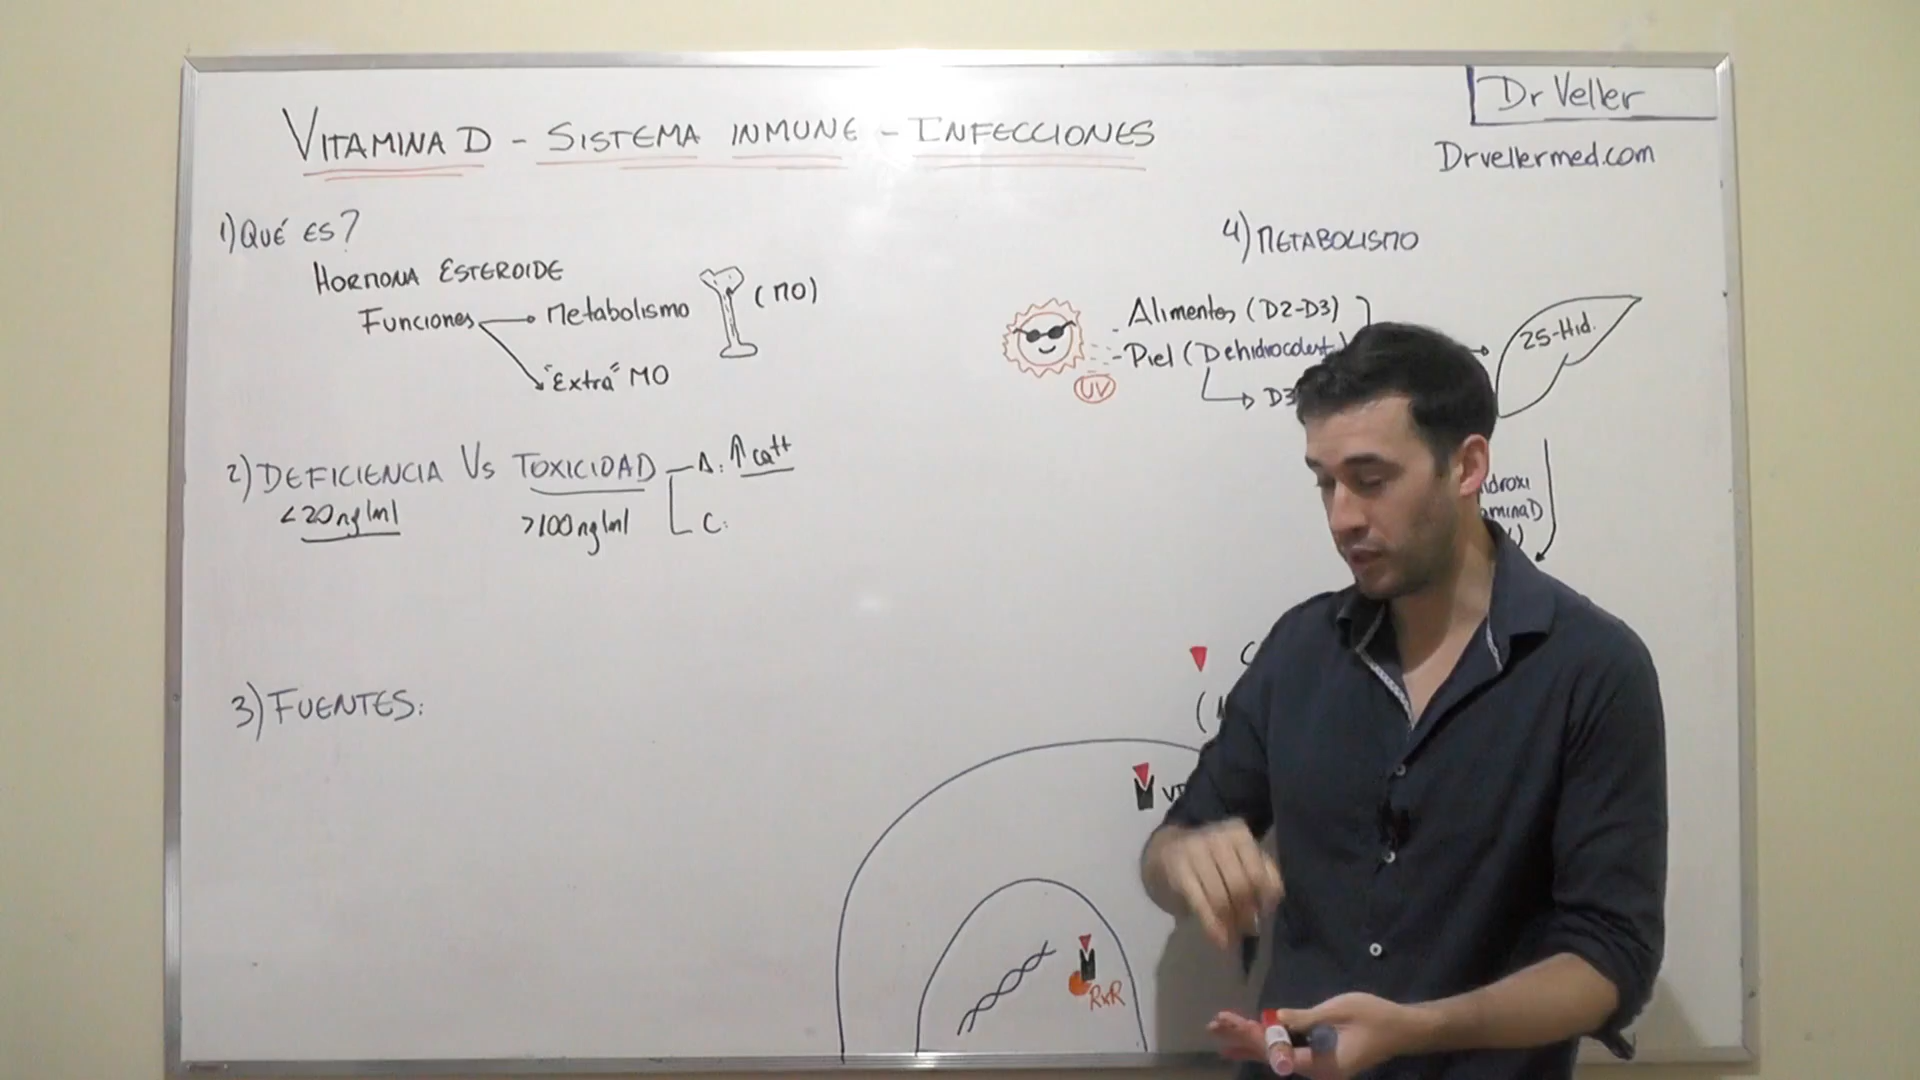 VITAMINA D - SISTEMA INMUNE - INFECCIONES
Dr Veller
Drvellermed.com
1) QUÉ ES?
HORMONA ESTEROIDE
Funciones
Metabolismo
(MO)
"Extra" MO
2) DEFICIENCIA Vs TOXICIDAD
A: ↑ Ca++
<20ng/ml
>100ng/ml
C:
3) FUENTES:
4) METABOLISMO
Alimentos (D2-D3)
- Piel (Dehidrocolest
UV
D3
25-Hid.
droxi
aminaD
RxR